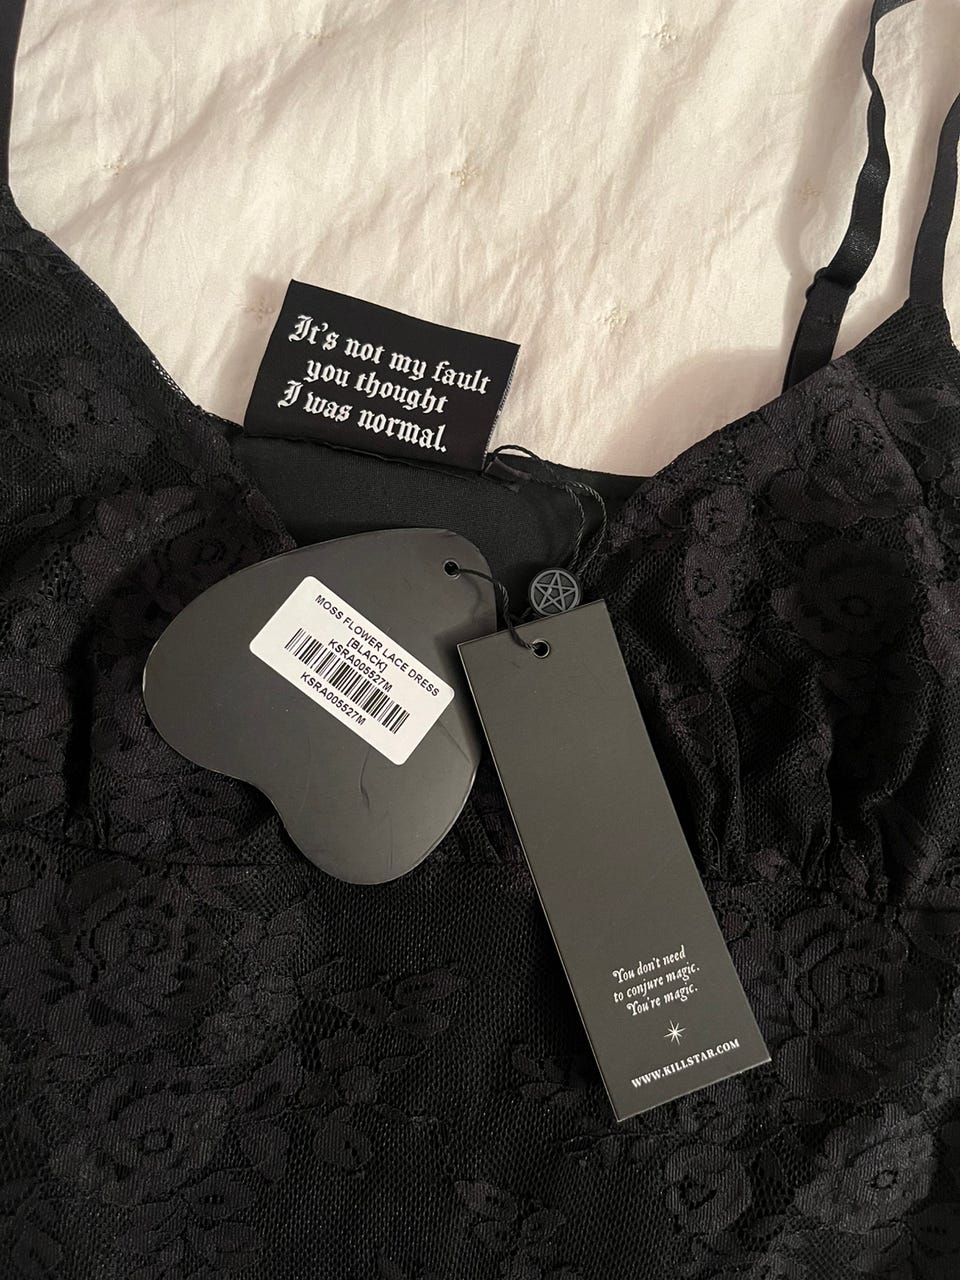 It's not my fault
you thought
I was normal.
MOSS FLOWER LACE DRESS
[BLACK]
KSRA005527M
KSRA005527M
You don't need
to conjure magic.
You're magic.
WWW.KILLSTAR.COM